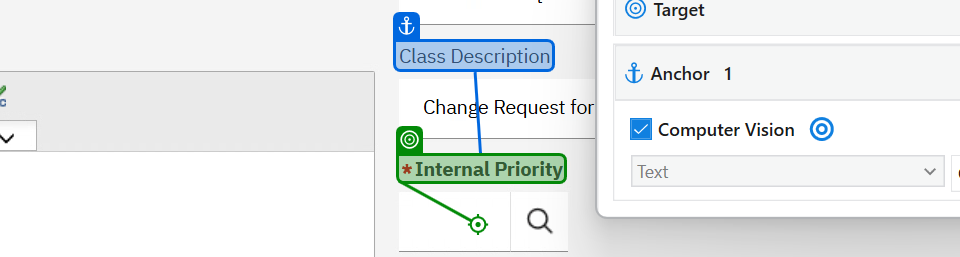 Target
Class Description
Anchor 1
Change Request for
Computer Vision
*Internal Priority
Text